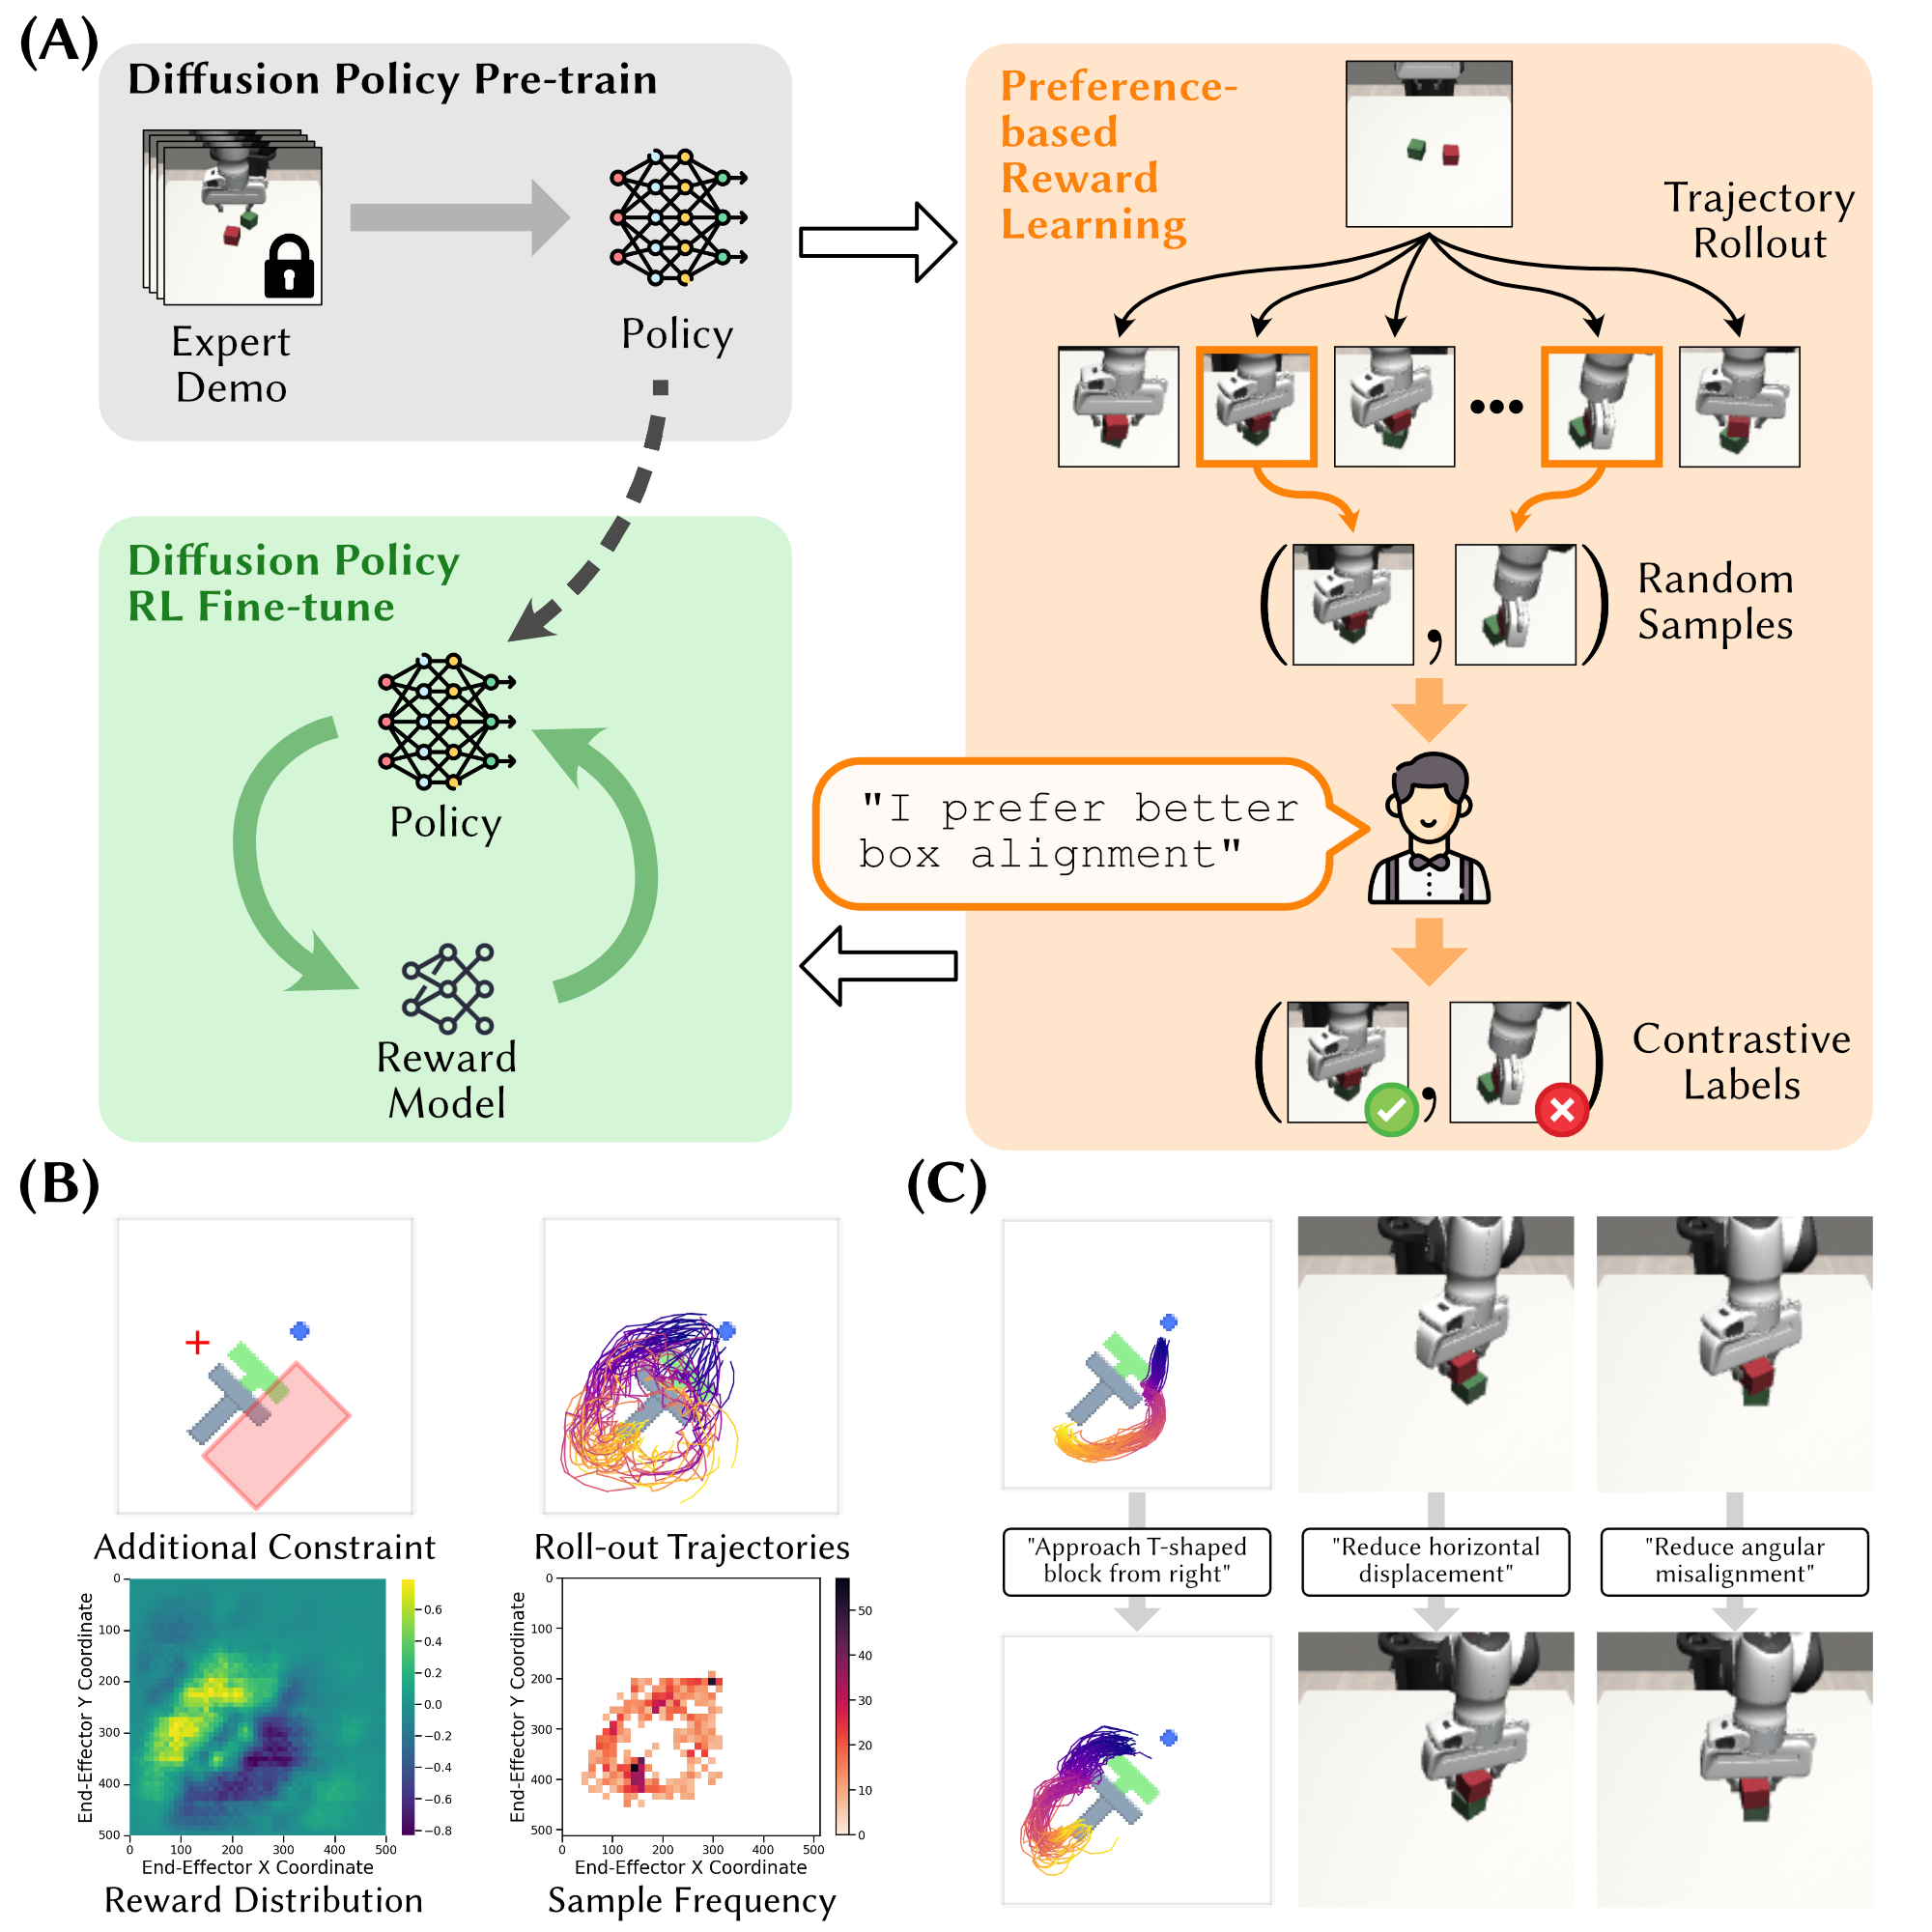 (A)
Diffusion Policy Pre-train
Expert
Demo
Policy
Preference-
based
Reward
Learning
Trajectory
Rollout
Random
Samples
"I prefer better
box alignment"
Contrastive
Labels
Diffusion Policy
RL Fine-tune
Policy
Reward
Model
(B)
Additional Constraint
Roll-out Trajectories
End-Effector Y Coordinate
0
100
200
300
400
500
0 100 200 300 400 500
End-Effector X Coordinate
0.6
0.4
0.2
0.0
−0.2
−0.4
−0.6
−0.8
Reward Distribution
End-Effector Y Coordinate
0
100
200
300
400
500
0 100 200 300 400 500
End-Effector X Coordinate
50
40
30
20
10
0
Sample Frequency
(C)
"Approach T-shaped
block from right"
"Reduce horizontal
displacement"
"Reduce angular
misalignment"